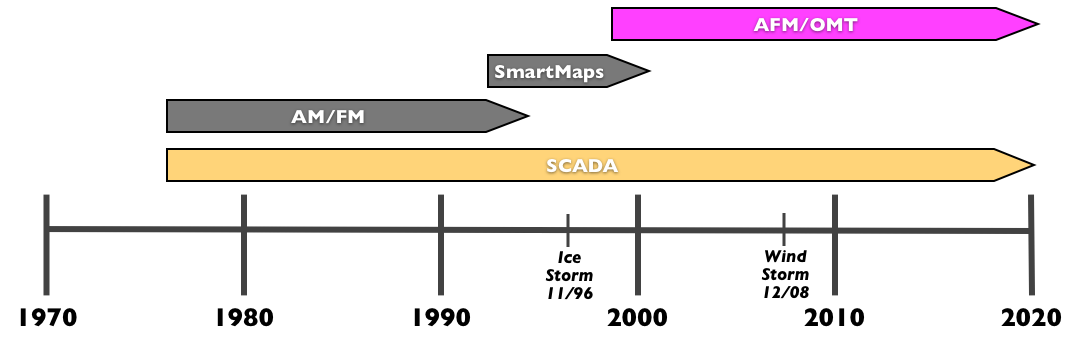 AFM/OMT
SmartMaps
AM/FM
SCADA
Ice
Storm
11/96
Wind
Storm
12/08
1970
1980
1990
2000
2010
2020